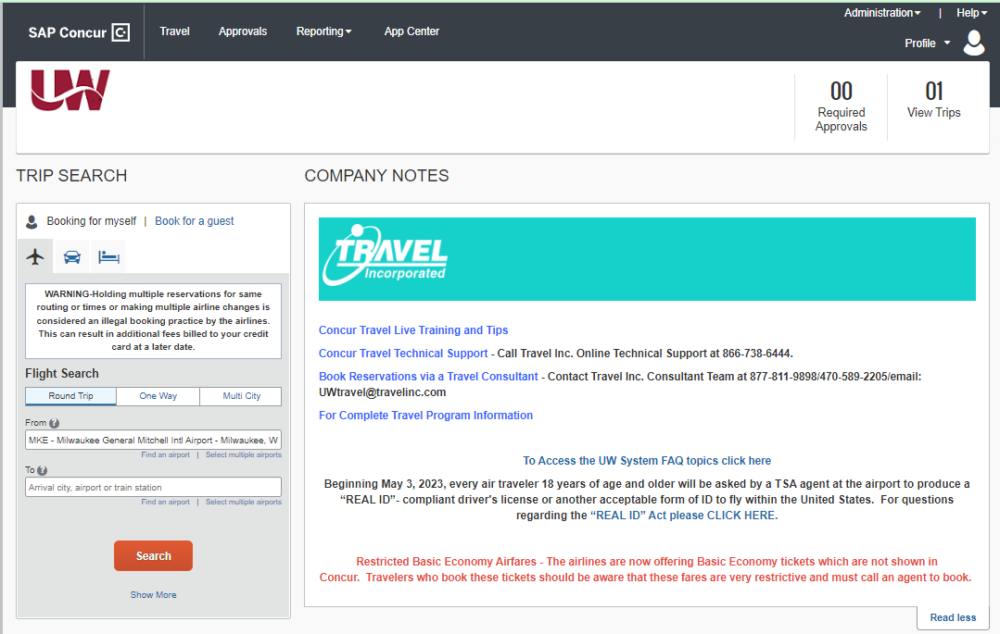 Administration | Help
SAP Concur C Travel Approvals Reporting App Center
Profile
UW
00 01
Required View Trips
Approvals
TRIP SEARCH
Booking for myself | Book for a guest
WARNING-Holding multiple reservations for same
routing or times or making multiple airline changes is
considered an illegal booking practice by the airlines.
This can result in additional fees billed to your credit
card at a later date.
Flight Search
Round Trip One Way Multi City
From ?
MKE - Milwaukee General Mitchell Intl Airport - Milwaukee, W
Find an airport | Select multiple airports
To ?
Arrival city, airport or train station
Find an airport | Select multiple airports
Search
Show More
COMPANY NOTES
TRAVEL
Incorporated
Concur Travel Live Training and Tips
Concur Travel Technical Support - Call Travel Inc. Online Technical Support at 866-738-6444.
Book Reservations via a Travel Consultant - Contact Travel Inc. Consultant Team at 877-811-9898/470-589-2205/email:
UWtravel@travelinc.com
For Complete Travel Program Information
To Access the UW System FAQ topics click here
Beginning May 3, 2023, every air traveler 18 years of age and older will be asked by a TSA agent at the airport to produce a
“REAL ID”- compliant driver's license or another acceptable form of ID to fly within the United States. For questions
regarding the “REAL ID” Act please CLICK HERE.
Restricted Basic Economy Airfares - The airlines are now offering Basic Economy tickets which are not shown in
Concur. Travelers who book these tickets should be aware that these fares are very restrictive and must call an agent to book.
Read less